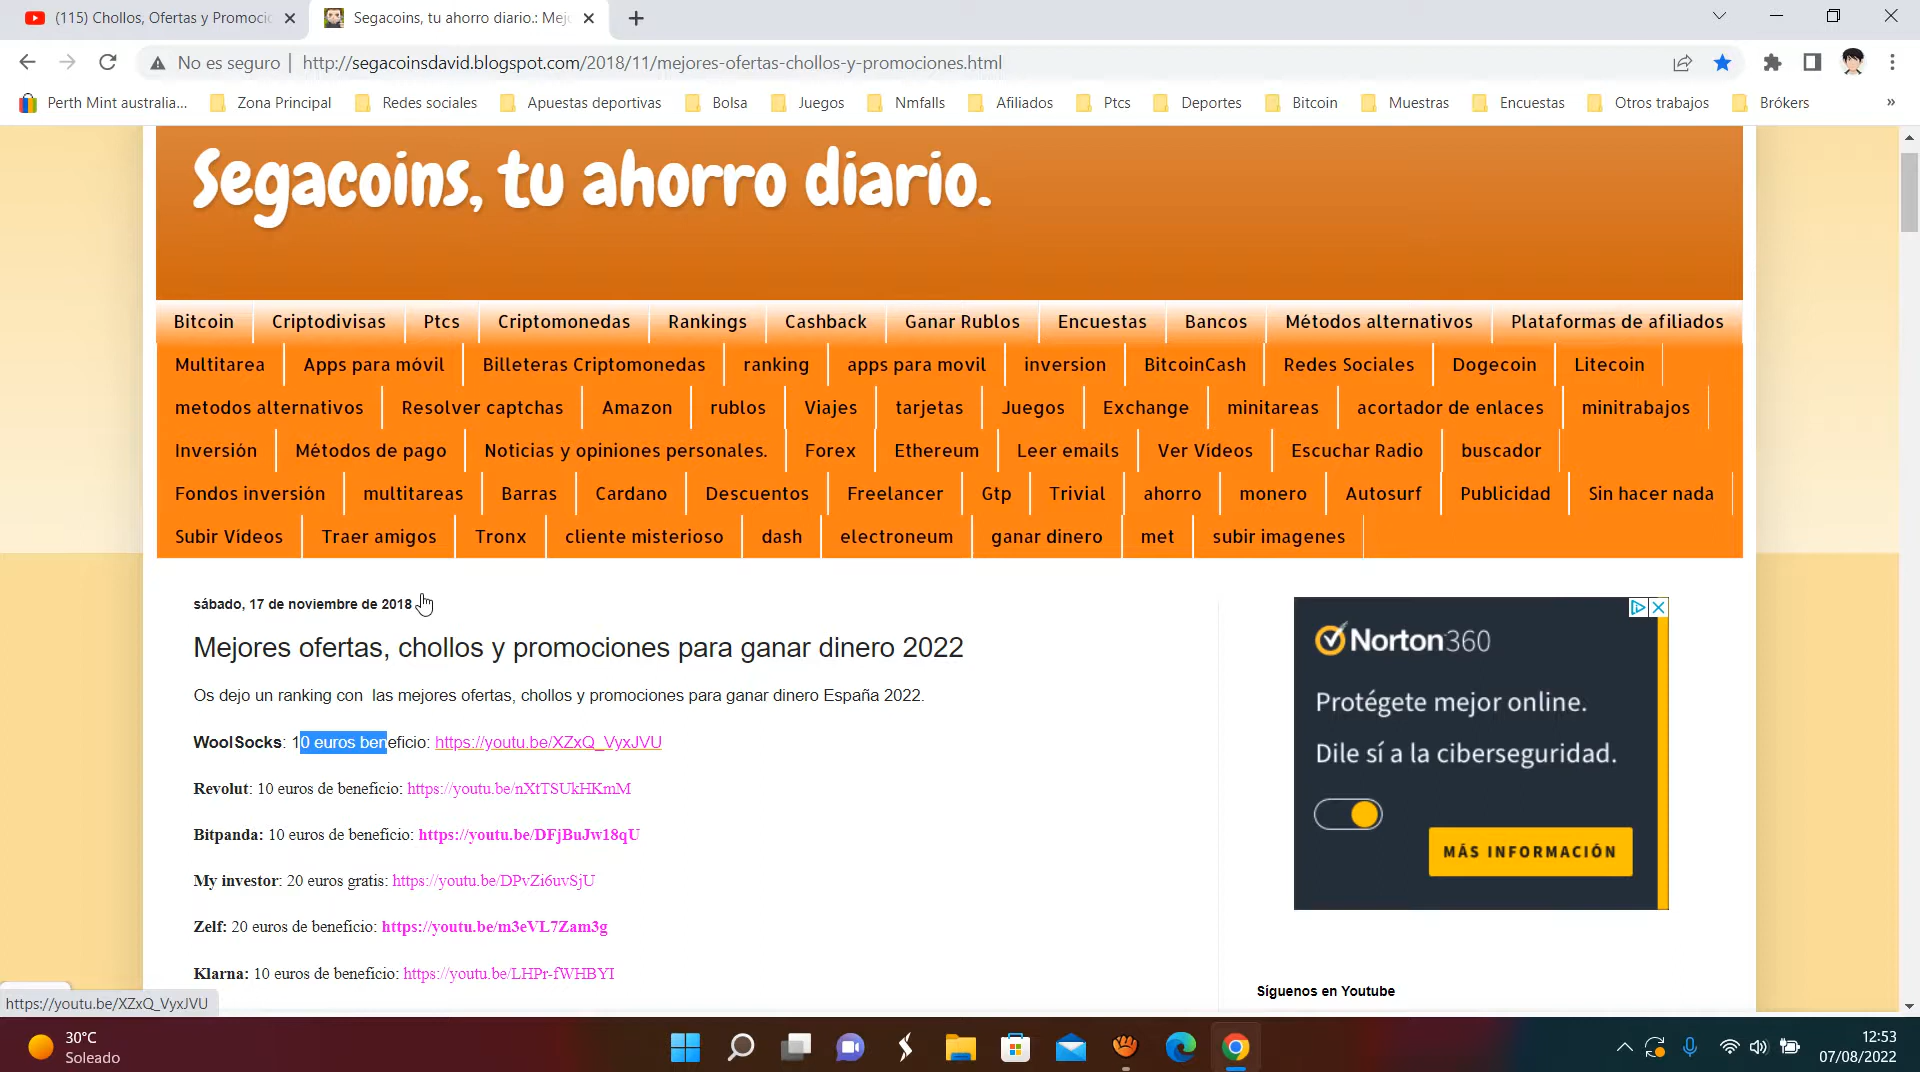 (115) Chollos, Ofertas y Promocio
Segacoins, tu ahorro diario.: Mej
No es seguro | http://segacoinsdavid.blogspot.com/2018/11/mejores-ofertas-chollos-y-promociones.html
Perth Mint australia... Zona Principal Redes sociales Apuestas deportivas Bolsa Juegos Nmfalls Afiliados Ptcs Deportes Bitcoin Muestras Encuestas Otros trabajos Brókers »
Segacoins, tu ahorro diario.
Bitcoin Criptodivisas Ptcs Criptomonedas Rankings Cashback Ganar Rublos Encuestas Bancos Métodos alternativos Plataformas de afiliados
Multitarea Apps para móvil Billeteras Criptomonedas ranking apps para movil inversion BitcoinCash Redes Sociales Dogecoin Litecoin
metodos alternativos Resolver captchas Amazon rublos Viajes tarjetas Juegos Exchange minitareas acortador de enlaces minitrabajos
Inversión Métodos de pago Noticias y opiniones personales. Forex Ethereum Leer emails Ver Vídeos Escuchar Radio buscador
Fondos inversión multitareas Barras Cardano Descuentos Freelancer Gtp Trivial ahorro monero Autosurf Publicidad Sin hacer nada
Subir Vídeos Traer amigos Tronx cliente misterioso dash electroneum ganar dinero met subir imagenes
sábado, 17 de noviembre de 2018
Mejores ofertas, chollos y promociones para ganar dinero 2022
Os dejo un ranking con las mejores ofertas, chollos y promociones para ganar dinero España 2022.
WoolSocks: 10 euros beneficio: https://youtu.be/XZxQ_VyxJVU
Revolut: 10 euros de beneficio: https://youtu.be/nXtTSUkHKmM
Bitpanda: 10 euros de beneficio: https://youtu.be/DFjBuJw18qU
My investor: 20 euros gratis: https://youtu.be/DPvZi6uvSjU
Zelf: 20 euros de beneficio: https://youtu.be/m3eVL7Zam3g
Klarna: 10 euros de beneficio: https://youtu.be/LHPr-fWHBYI
Norton360
Protégete mejor online.
Dile sí a la ciberseguridad.
MÁS INFORMACIÓN
Síguenos en Youtube
https://youtu.be/XZxQ_VyxJVU
30°C
Soleado
12:53
07/08/2022